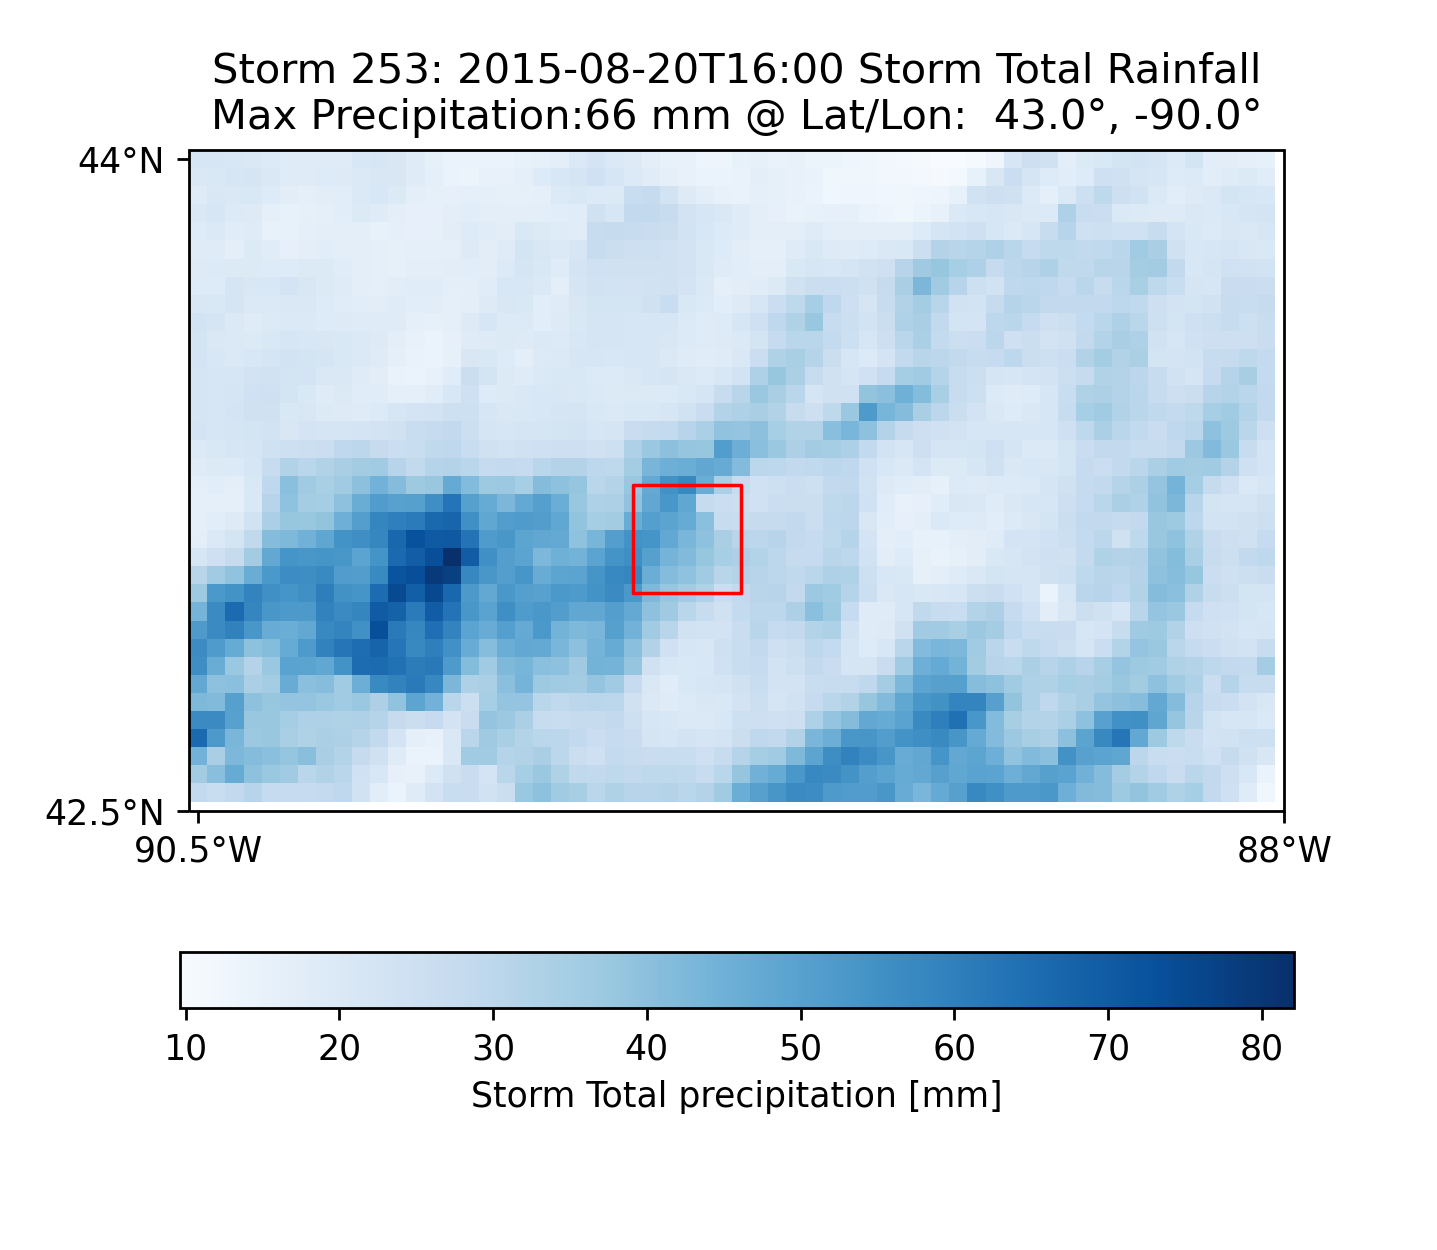 Storm 253: 2015-08-20T16:00 Storm Total Rainfall
Max Precipitation:66 mm @ Lat/Lon:  43.0°, -90.0°
44°N
42.5°N
90.5°W 88°W
10 20 30 40 50 60 70 80
Storm Total precipitation [mm]